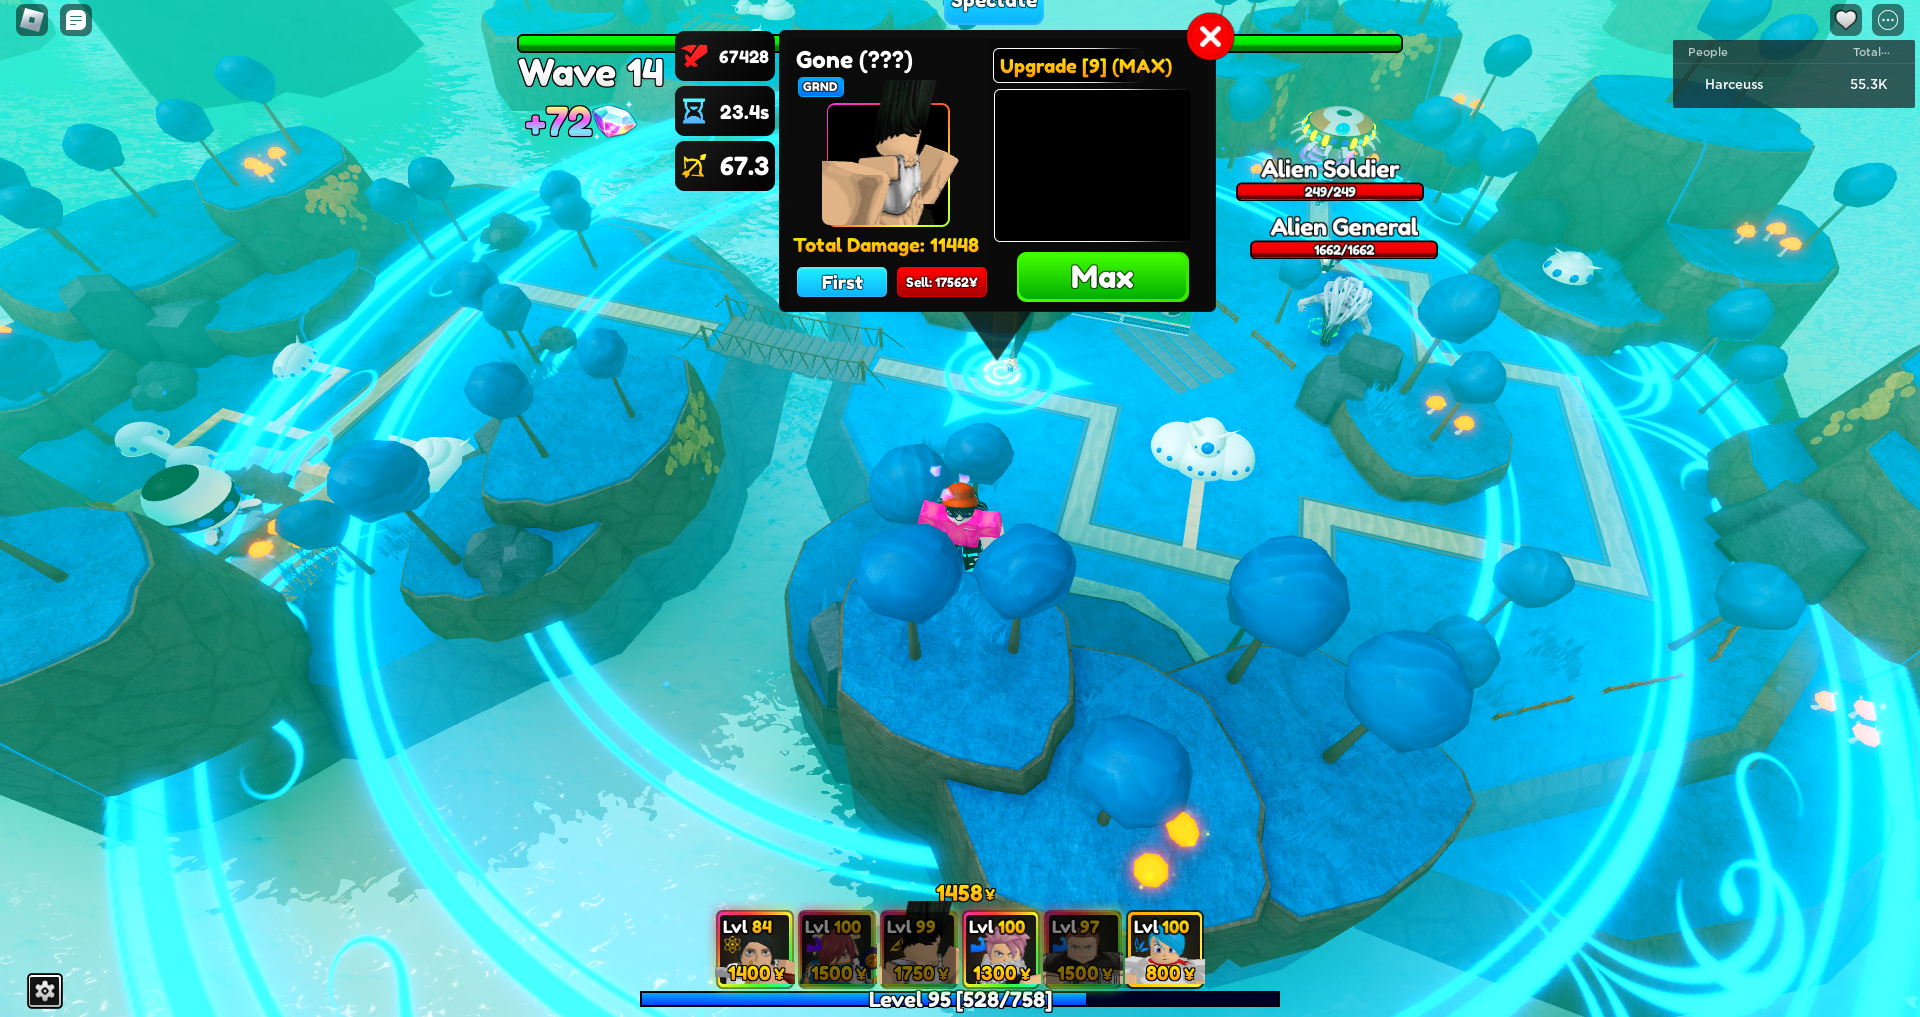 Spectate
Wave 14
+72
67428
23.4s
67.3
Gone (???)
GRND
Total Damage: 11448
First
Sell: 17562¥
Upgrade [9] (MAX)
Max
People Total...
Harceuss 55.3K
Alien Soldier
249/249
Alien General
1662/1662
1458¥
Lvl 84
1400¥
Lvl 100
1500¥
Lvl 99
1750¥
Lvl 100
1300¥
Lvl 97
1500¥
Lvl 100
800¥
Level 95 [528/758]